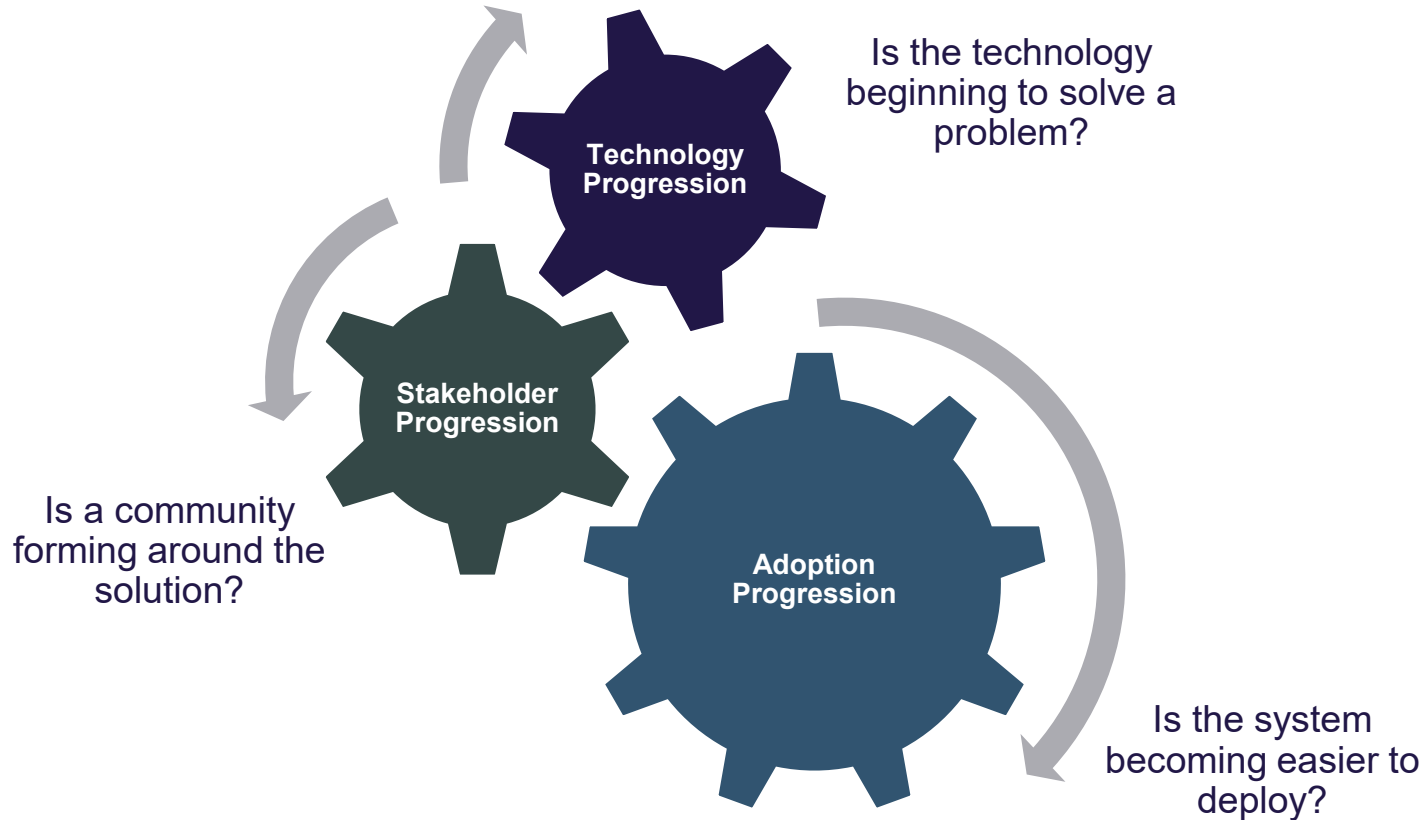 Is the technology
beginning to solve a
problem?
Technology
Progression
Stakeholder
Progression
Is a community
forming around the
solution?
Adoption
Progression
Is the system
becoming easier to
deploy?